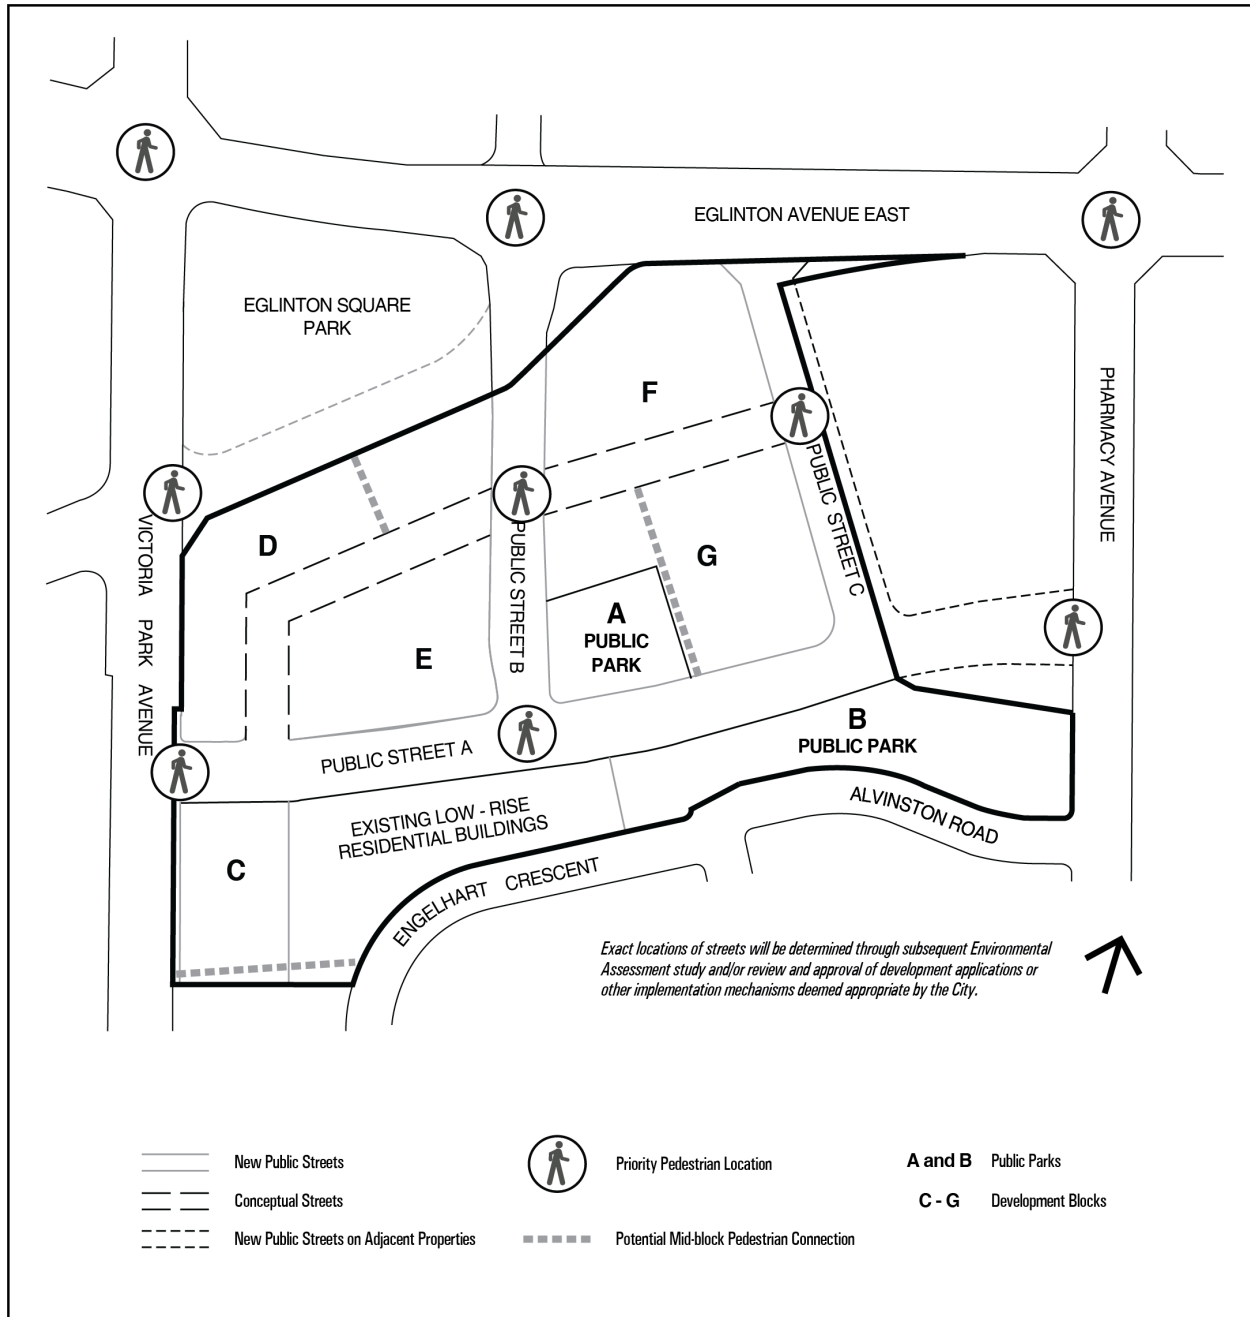 EGLINTON AVENUE EAST
EGLINTON SQUARE
PARK
F
PHARMACY AVENUE
PUBLIC STREET C
VICTORIA PARK AVENUE
D
PUBLIC STREET B
G
A
PUBLIC
PARK
E
B
PUBLIC PARK
PUBLIC STREET A
ALVINSTON ROAD
EXISTING LOW - RISE
RESIDENTIAL BUILDINGS
C
ENGELHART CRESCENT
Exact locations of streets will be determined through subsequent Environmental
Assessment study and/or review and approval of development applications or
other implementation mechanisms deemed appropriate by the City.
New Public Streets
Conceptual Streets
New Public Streets on Adjacent Properties
Priority Pedestrian Location
Potential Mid-block Pedestrian Connection
A and B Public Parks
C - G Development Blocks